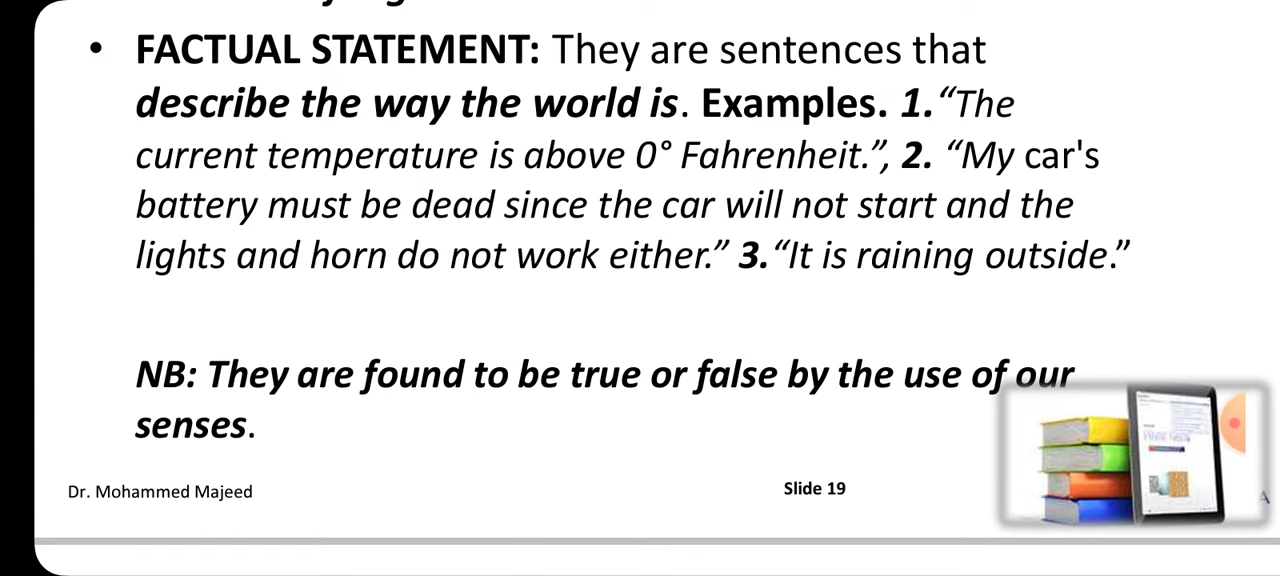 • FACTUAL STATEMENT: They are sentences that
describe the way the world is. Examples. 1.“The
current temperature is above 0° Fahrenheit.”, 2. “My car's
battery must be dead since the car will not start and the
lights and horn do not work either.” 3.“It is raining outside.”
NB: They are found to be true or false by the use of our
senses.
Dr. Mohammed Majeed
Slide 19
A